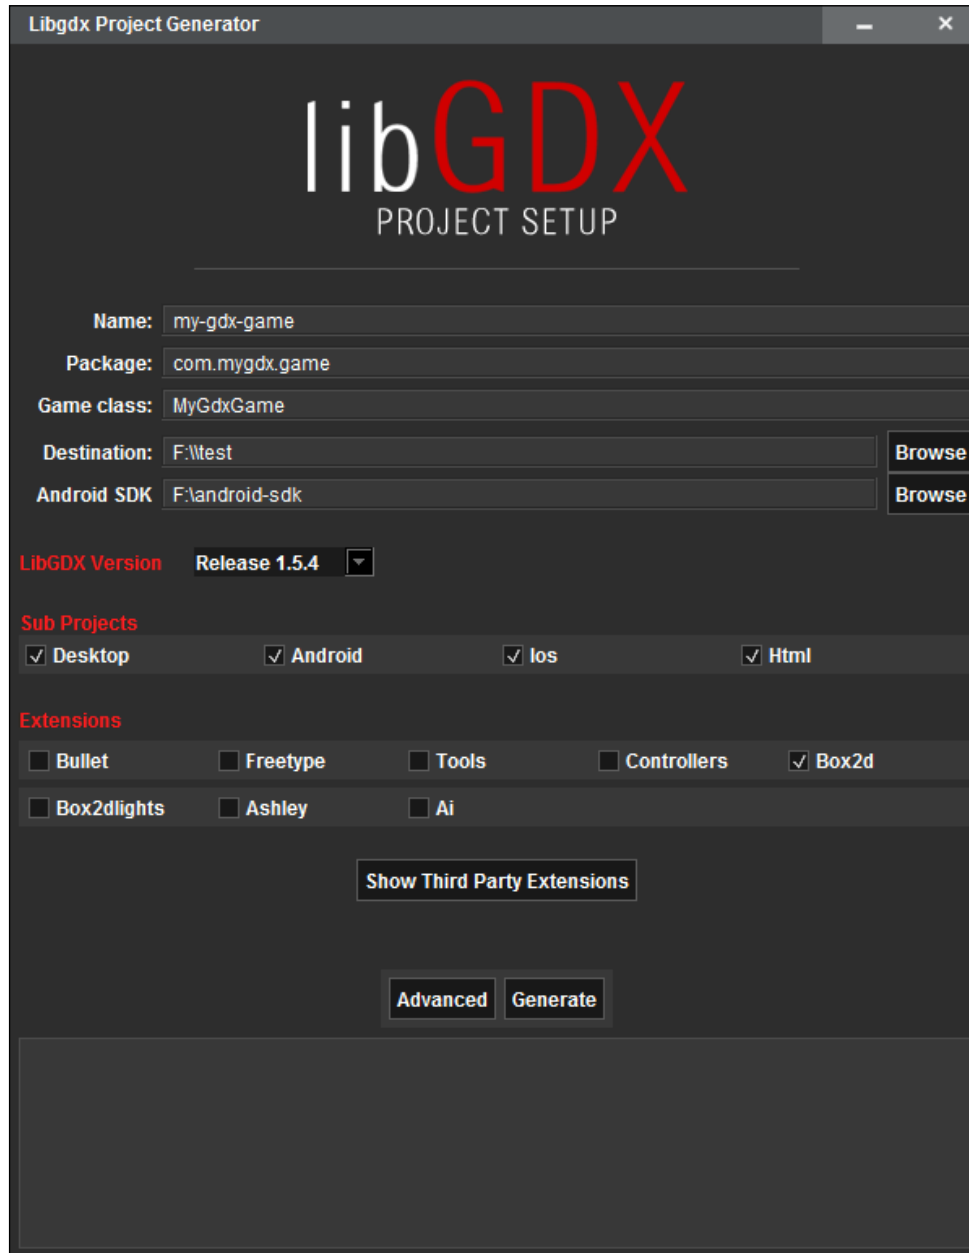 Libgdx Project Generator
libGDX
PROJECT SETUP
Name: my-gdx-game
Package: com.mygdx.game
Game class: MyGdxGame
Destination: F:\\test Browse
Android SDK F:\android-sdk Browse
LibGDX Version Release 1.5.4
Sub Projects
Desktop Android Ios Html
Extensions
Bullet Freetype Tools Controllers Box2d
Box2dlights Ashley Ai
Show Third Party Extensions
Advanced Generate